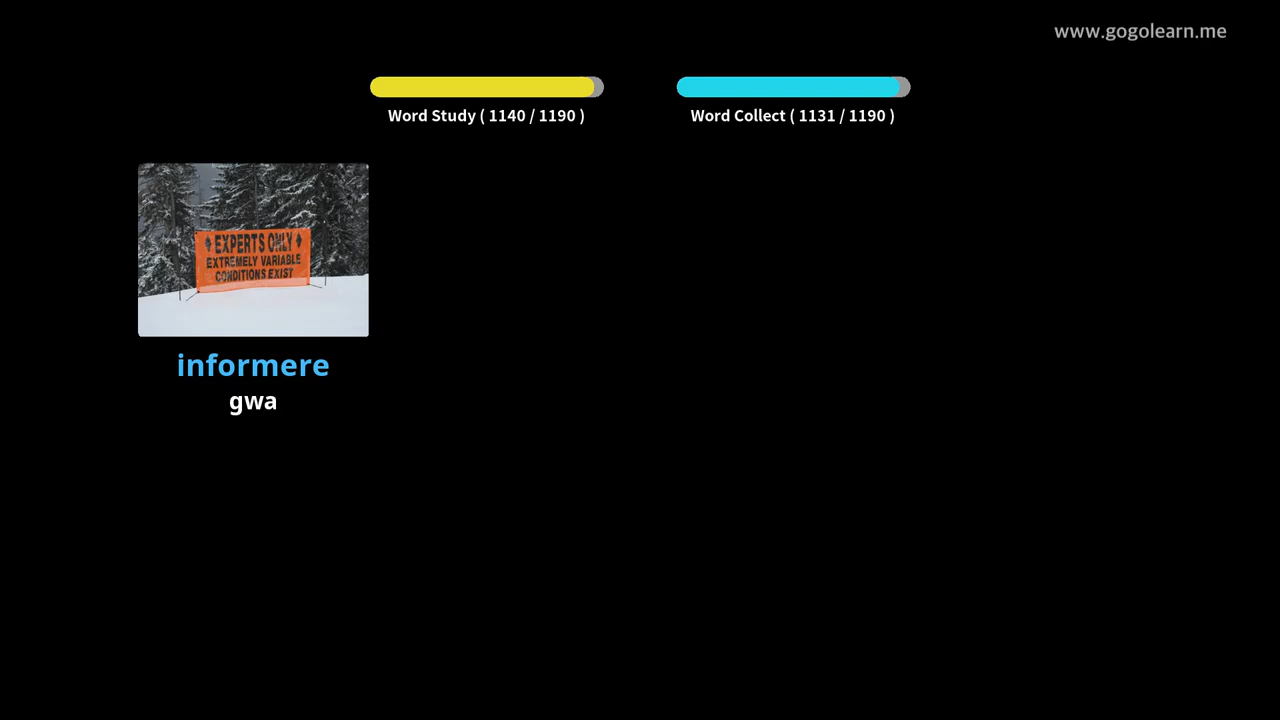 www.gogolearn.me
Word Study ( 1140 / 1190 )
Word Collect ( 1131 / 1190 )
EXPERTS ONLY
EXTREMELY VARIABLE
CONDITIONS EXIST
informere
gwa